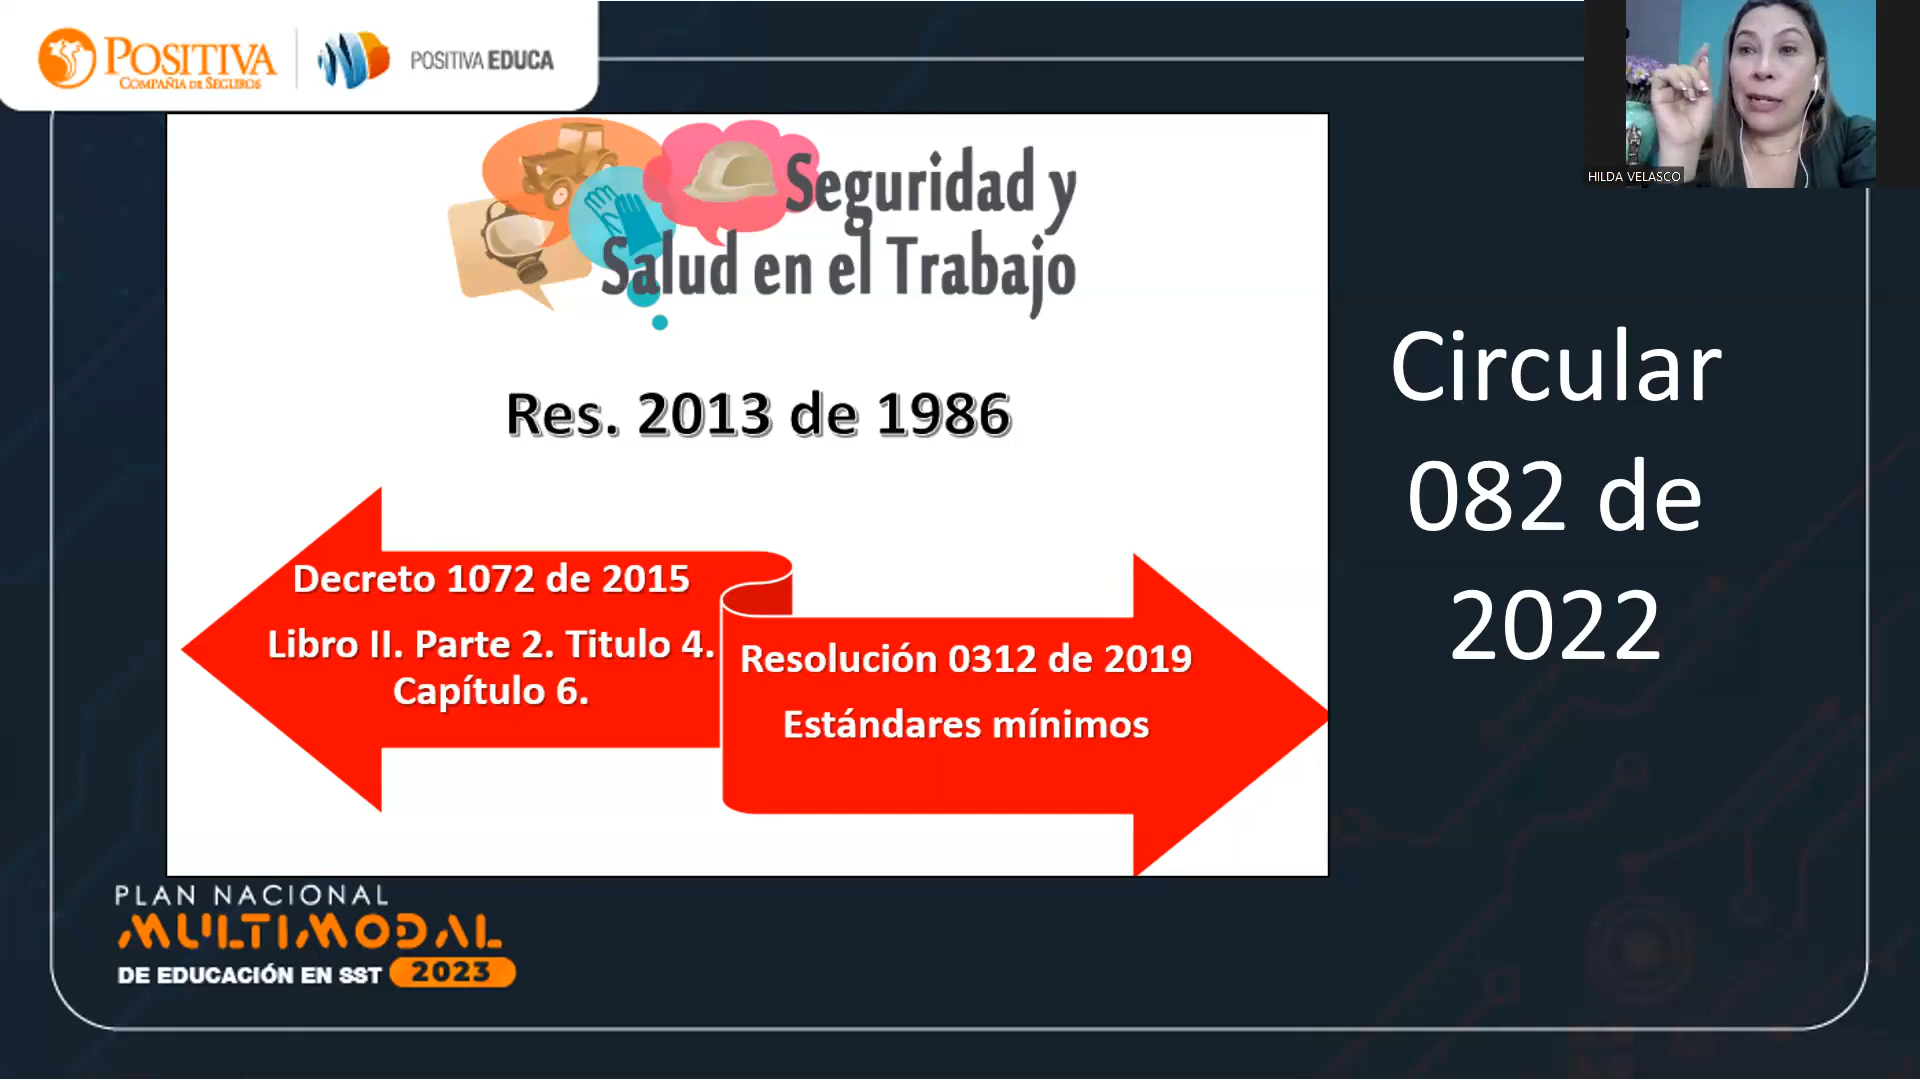 POSITIVA
COMPAÑIA DE SEGUROS
POSITIVA EDUCA
HILDA VELASCO
Seguridad y
Salud en el Trabajo
Res. 2013 de 1986
Decreto 1072 de 2015
Libro II. Parte 2. Titulo 4.
Capítulo 6.
Resolución 0312 de 2019
Estándares mínimos
Circular
082 de
2022
PLAN NACIONAL
MULTIMODAL
DE EDUCACIÓN EN SST 2023